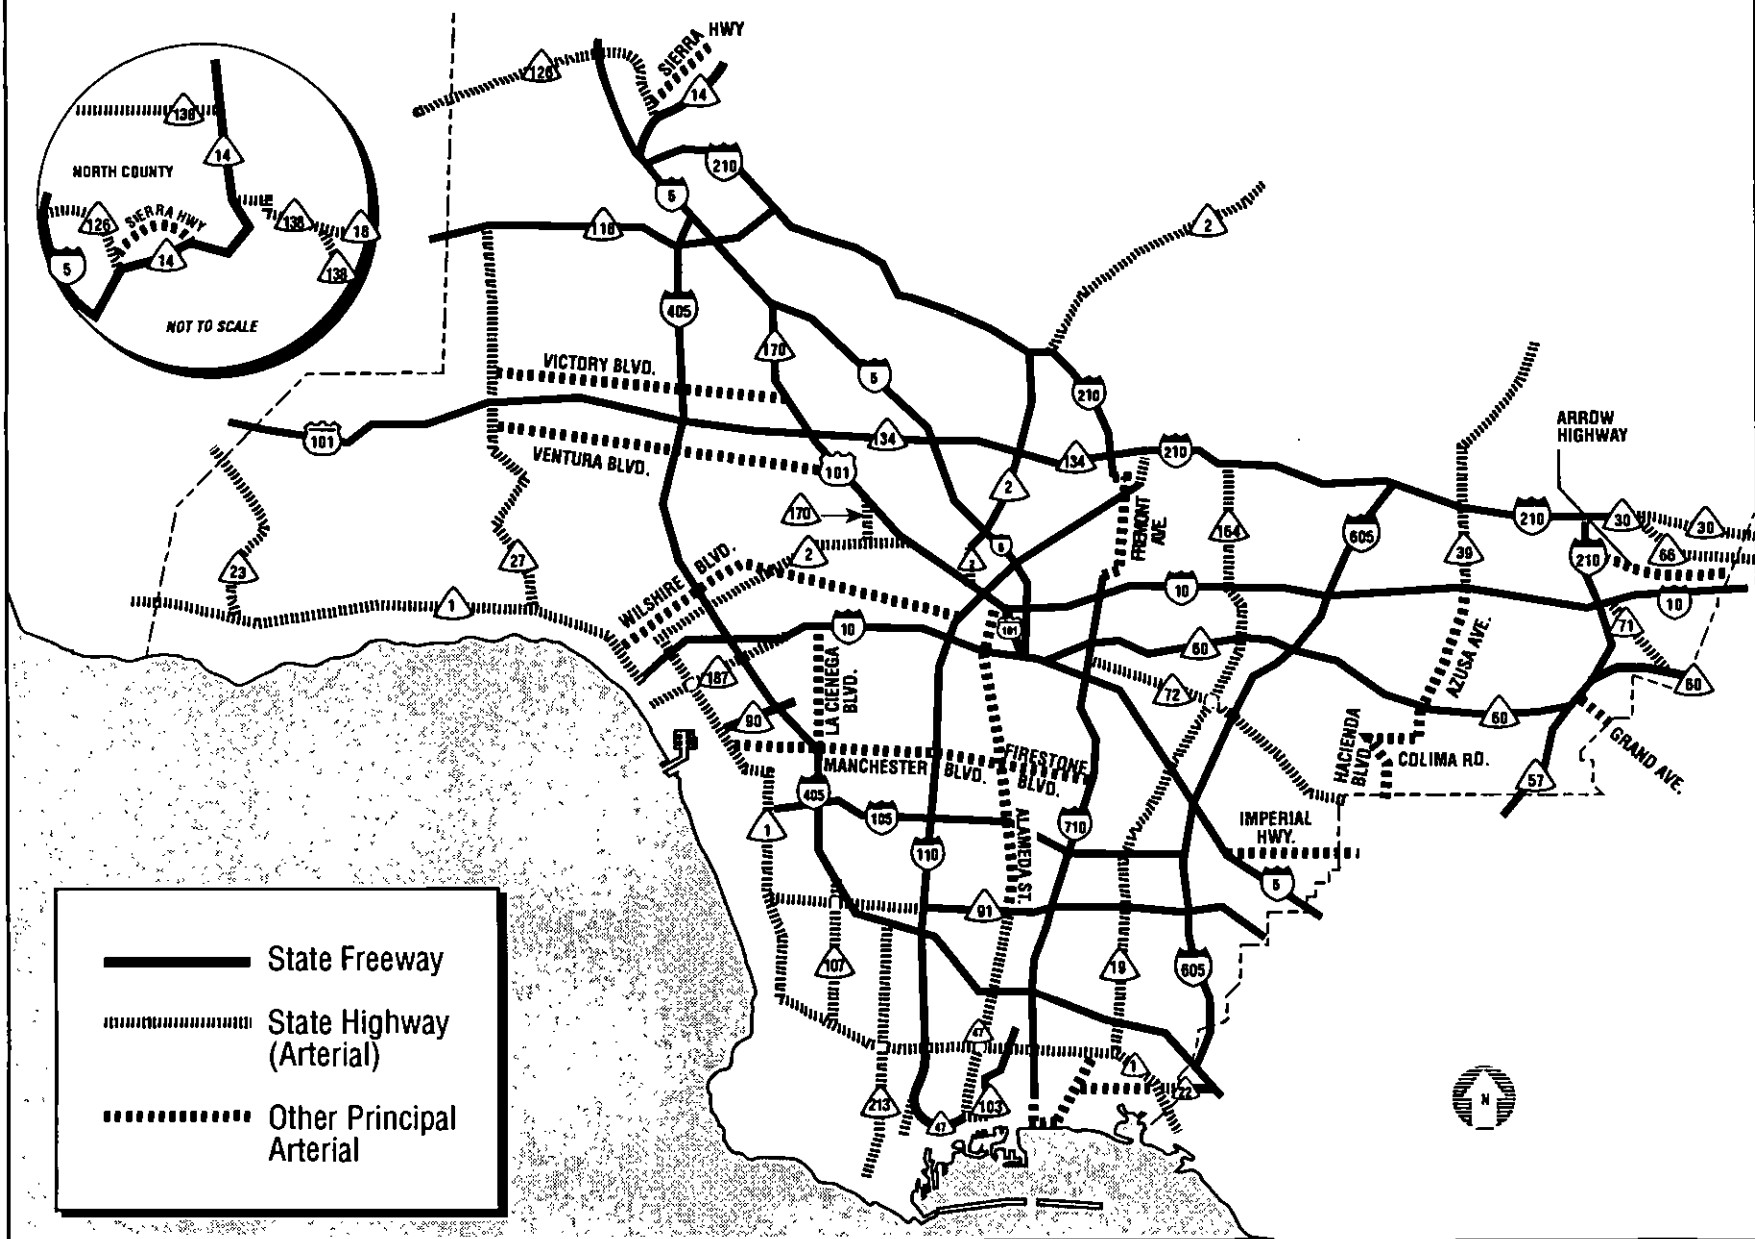 SIERRA HWY
126
14
138
14
NORTH COUNTY
126
SIERRA HWY
138
18
5
14
138
NOT TO SCALE
210
5
118
2
405
170
VICTORY BLVD.
5
210
ARROW
HIGHWAY
101
134
134
210
VENTURA BLVD.
101
2
170
FREMONT
AVE.
164
605
39
210
30
30
66
210
2
5
2
23
27
WILSHIRE BLVD.
1
10
10
101
10
60
71
187
LA CIENEGA
BLVD.
72
AZUSA AVE.
60
60
90
MANCHESTER BLVD.
FIRESTONE
BLVD.
HACIENDA
BLVD.
COLIMA RD.
GRAND AVE.
57
405
105
1
710
110
ALAMEDA ST.
IMPERIAL
HWY.
5
91
107
19
605
47
1
22
213
103
47
N
State Freeway
State Highway
(Arterial)
Other Principal
Arterial